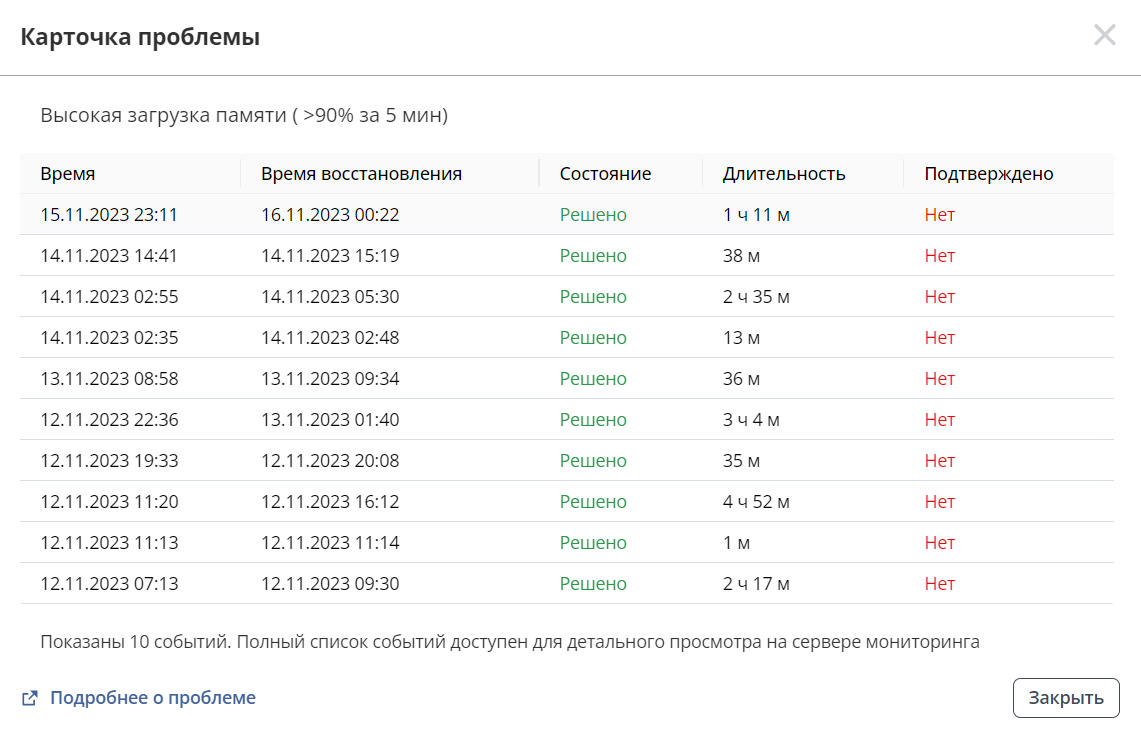 Карточка проблемы
Высокая загрузка памяти ( >90% за 5 мин)
Время Время восстановления Состояние Длительность Подтверждено
15.11.2023 23:11 16.11.2023 00:22 Решено 1 ч 11 м Нет
14.11.2023 14:41 14.11.2023 15:19 Решено 38 м Нет
14.11.2023 02:55 14.11.2023 05:30 Решено 2 ч 35 м Нет
14.11.2023 02:35 14.11.2023 02:48 Решено 13 м Нет
13.11.2023 08:58 13.11.2023 09:34 Решено 36 м Нет
12.11.2023 22:36 13.11.2023 01:40 Решено 3 ч 4 м Нет
12.11.2023 19:33 12.11.2023 20:08 Решено 35 м Нет
12.11.2023 11:20 12.11.2023 16:12 Решено 4 ч 52 м Нет
12.11.2023 11:13 12.11.2023 11:14 Решено 1 м Нет
12.11.2023 07:13 12.11.2023 09:30 Решено 2 ч 17 м Нет
Показаны 10 событий. Полный список событий доступен для детального просмотра на сервере мониторинга
Подробнее о проблеме Закрыть